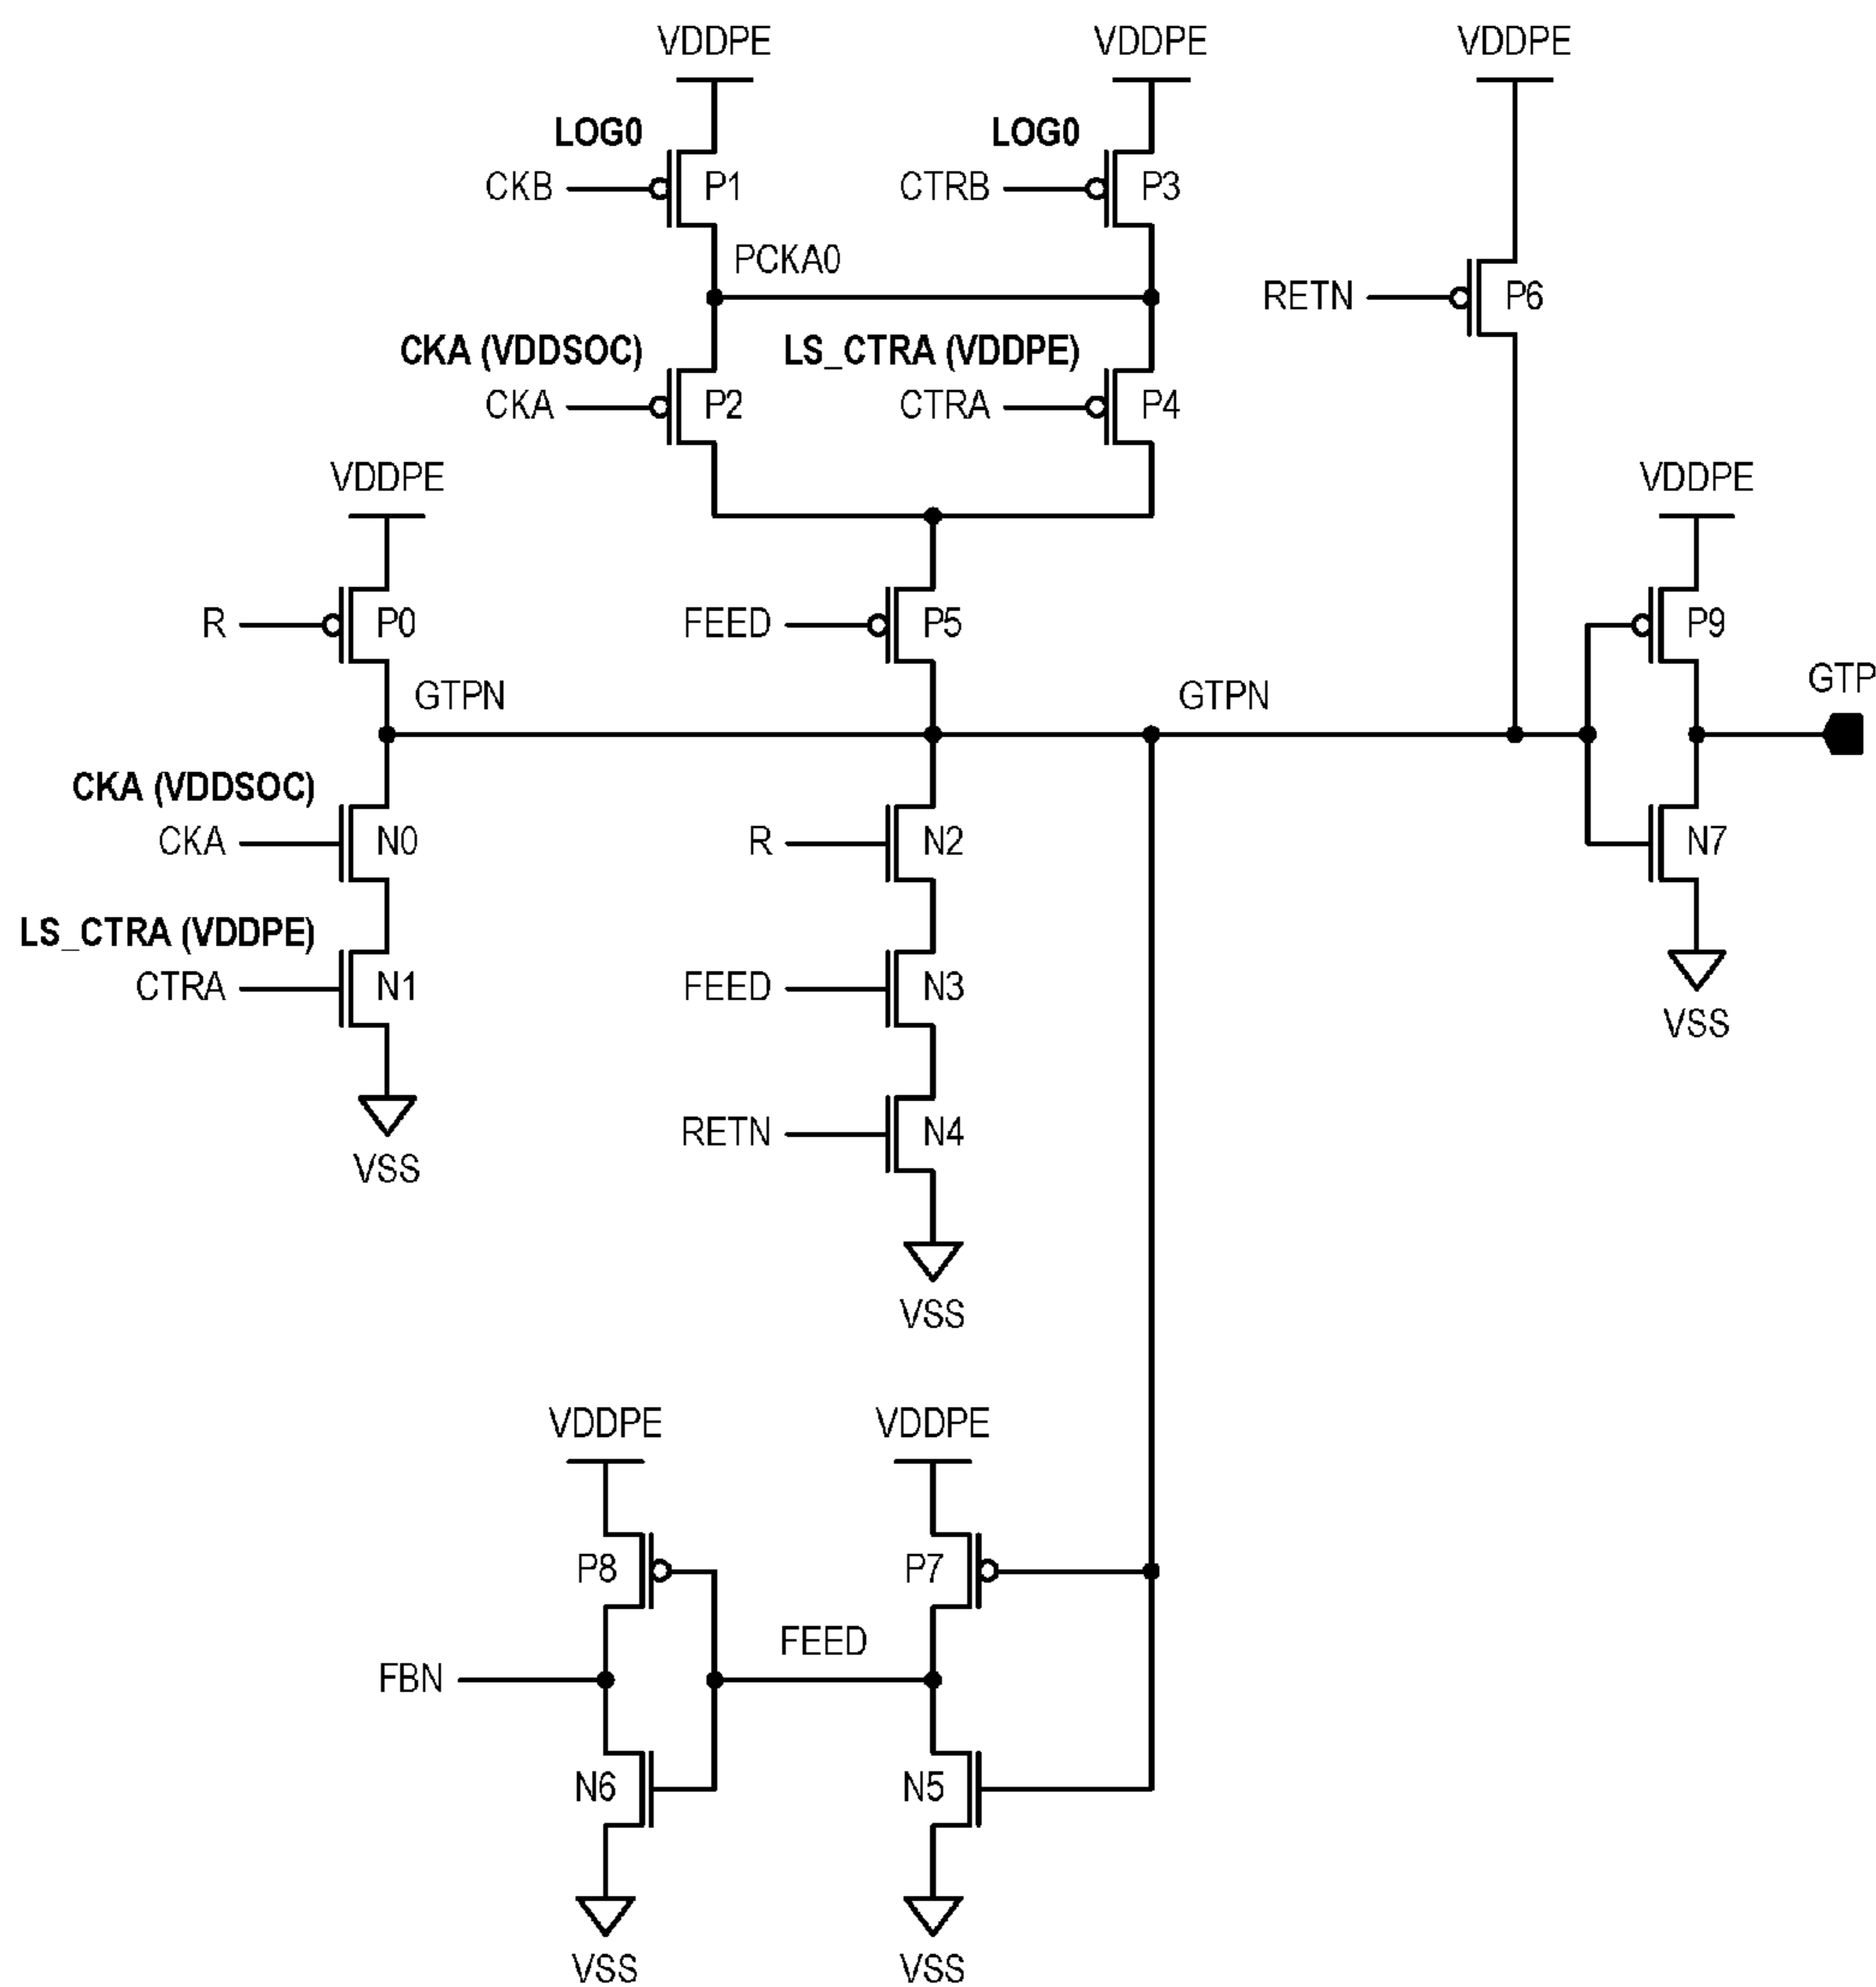 VDDPE VDDPE VDDPE
LOG0 LOG0
CKB P1 CTRB P3
PCKA0
RETN P6
CKA (VDDSOC) LS_CTRA (VDDPE)
CKA P2 CTRA P4
VDDPE VDDPE
R P0 FEED P5 P9
GTP
GTPN GTPN
CKA (VDDSOC)
CKA N0 R N2 N7
LS_CTRA (VDDPE)
CTRA N1 FEED N3
VSS
RETN N4
VSS
VSS
VDDPE VDDPE
P8 P7
FEED
FBN
N6 N5
VSS VSS